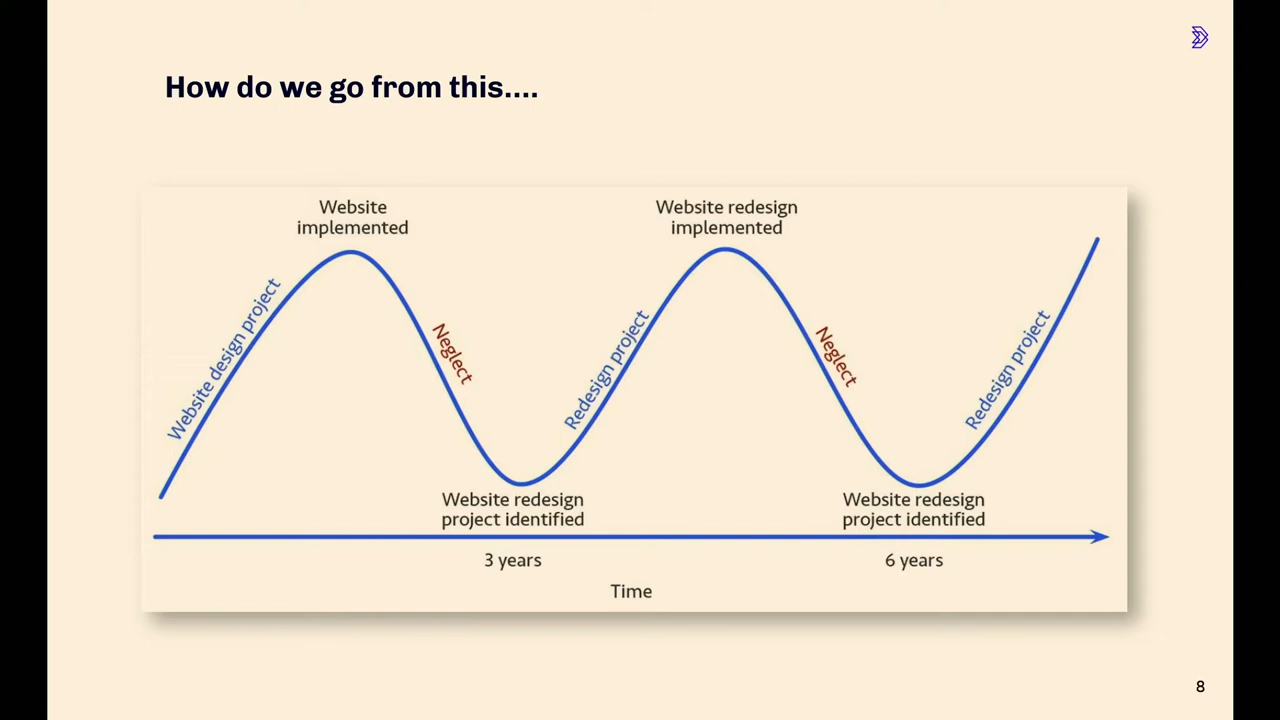 How do we go from this....
Website
implemented
Website redesign
implemented
Website design project
Neglect
Redesign project
Neglect
Redesign project
Website redesign
project identified
Website redesign
project identified
3 years
6 years
Time
8